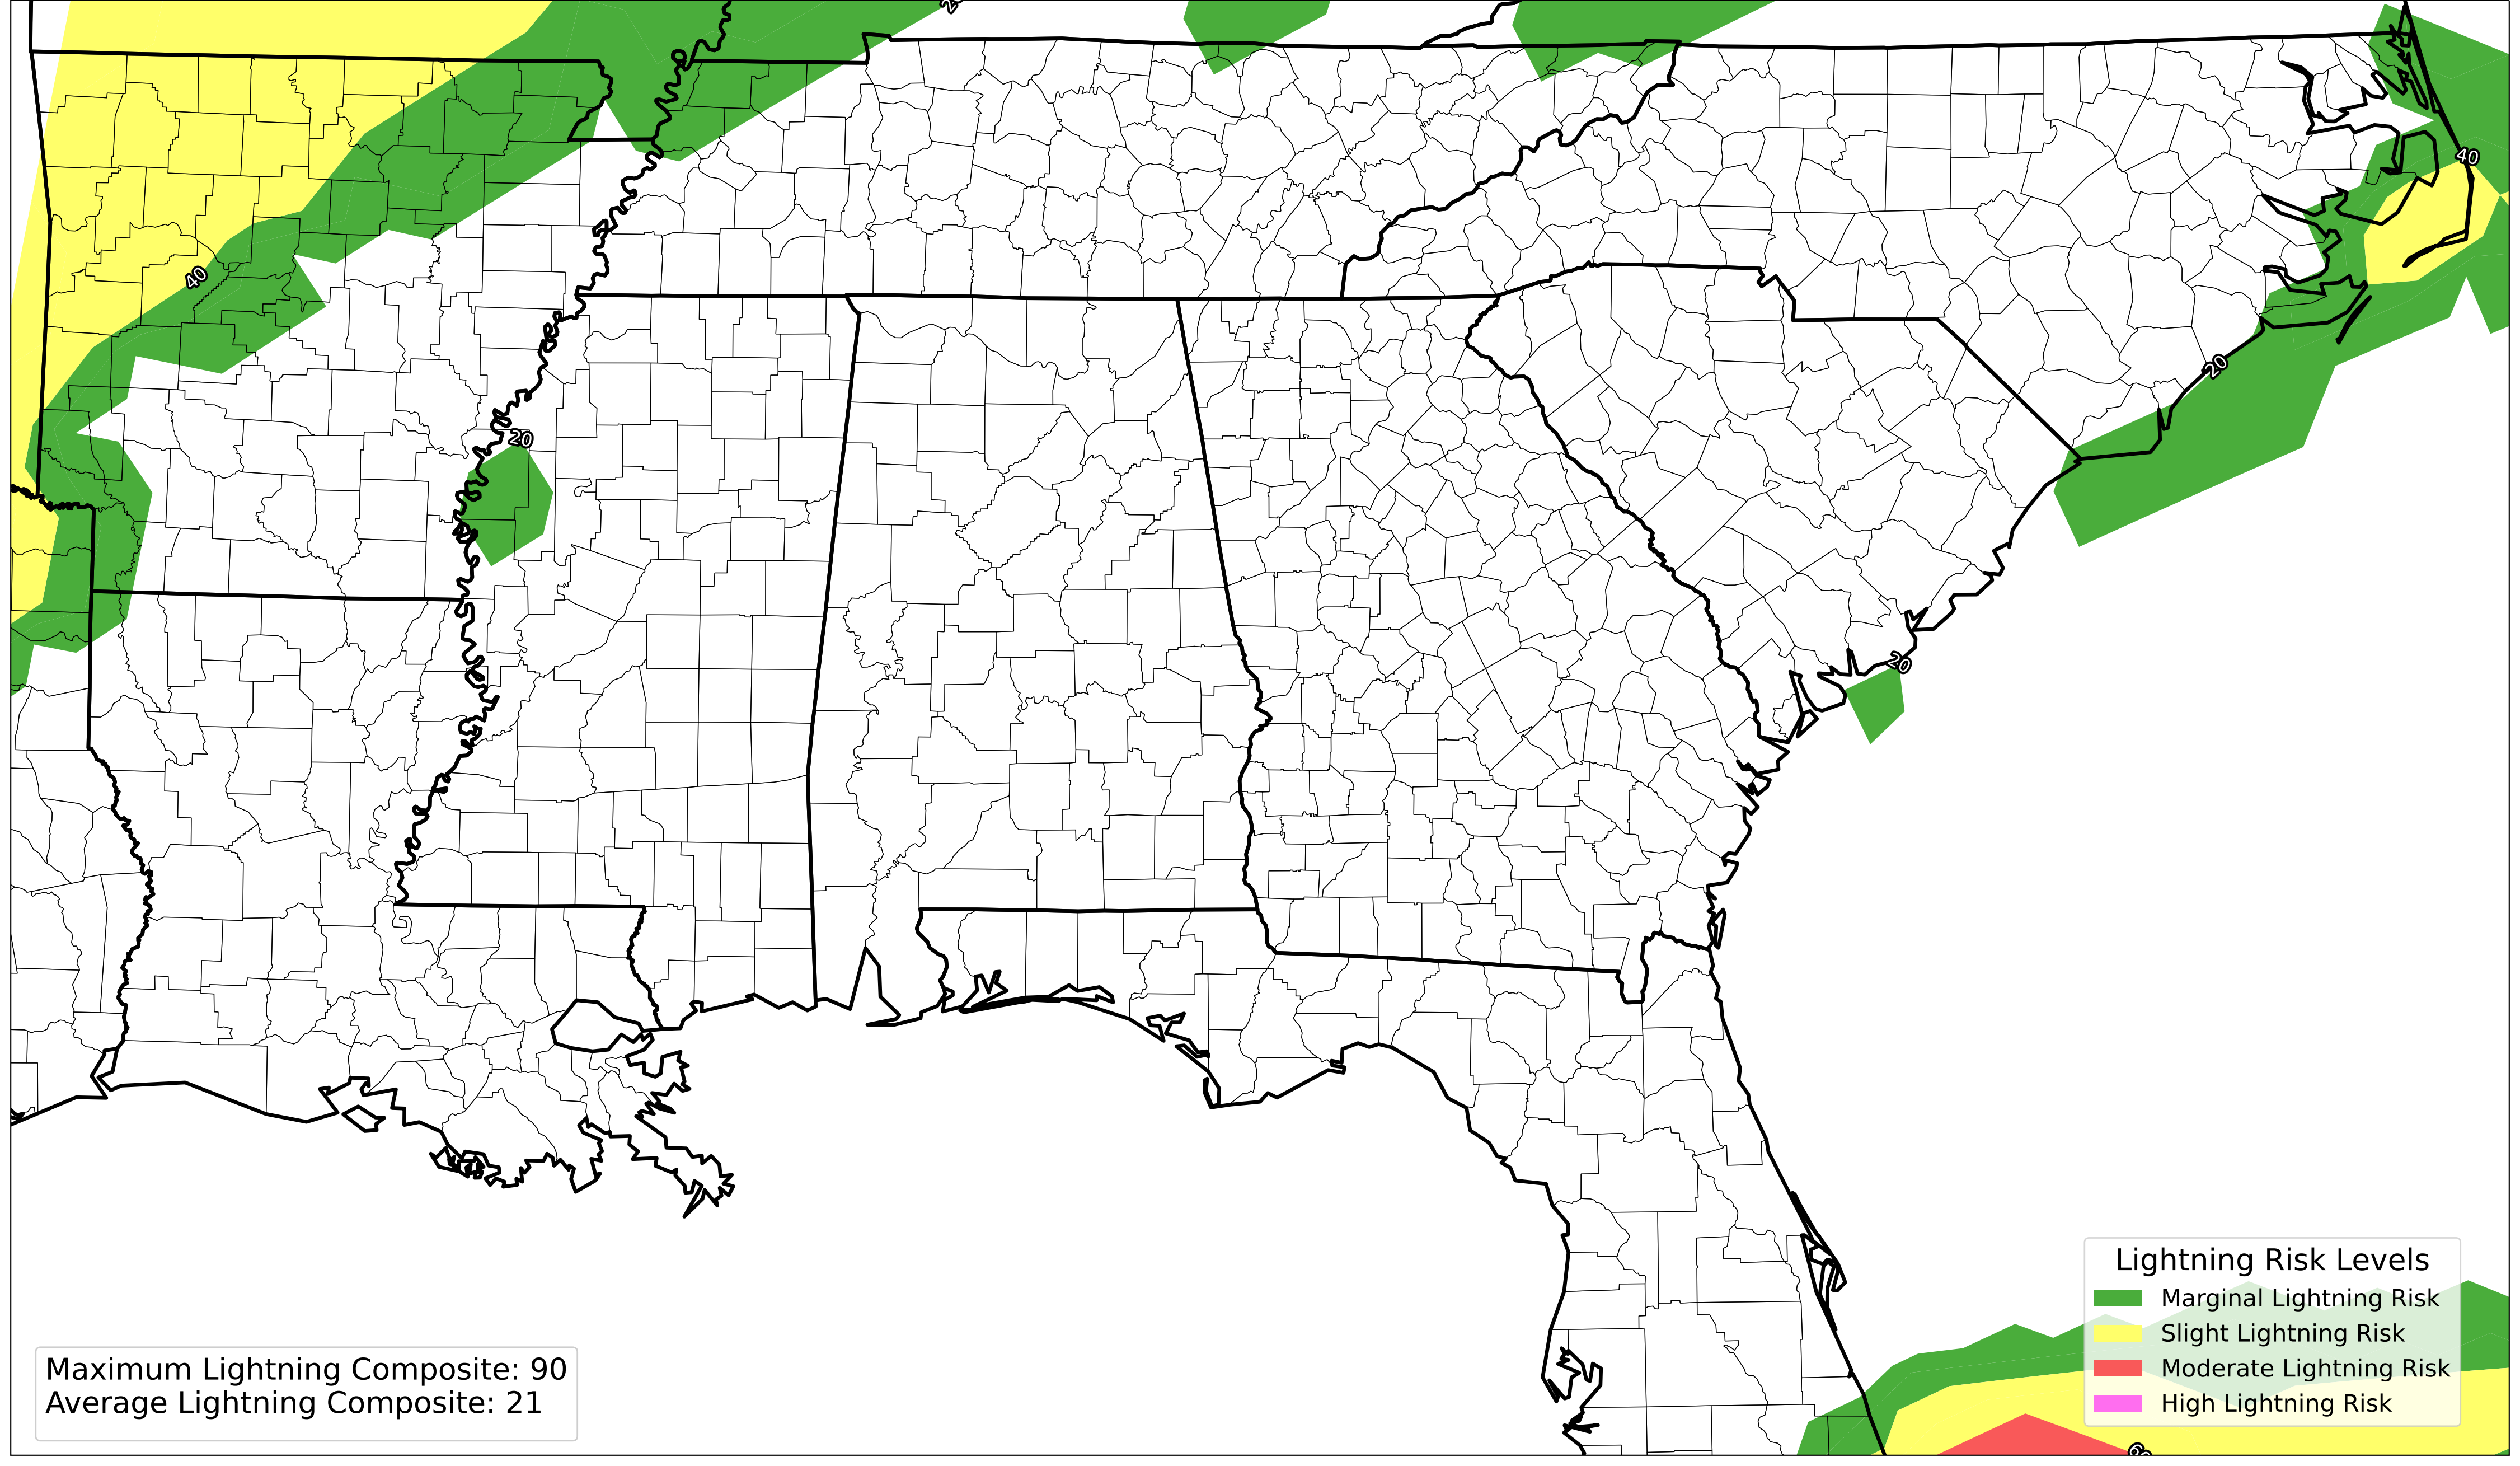 40
40
20
20
20
Lightning Risk Levels
Marginal Lightning Risk
Slight Lightning Risk
Moderate Lightning Risk
High Lightning Risk
Maximum Lightning Composite: 90
Average Lightning Composite: 21